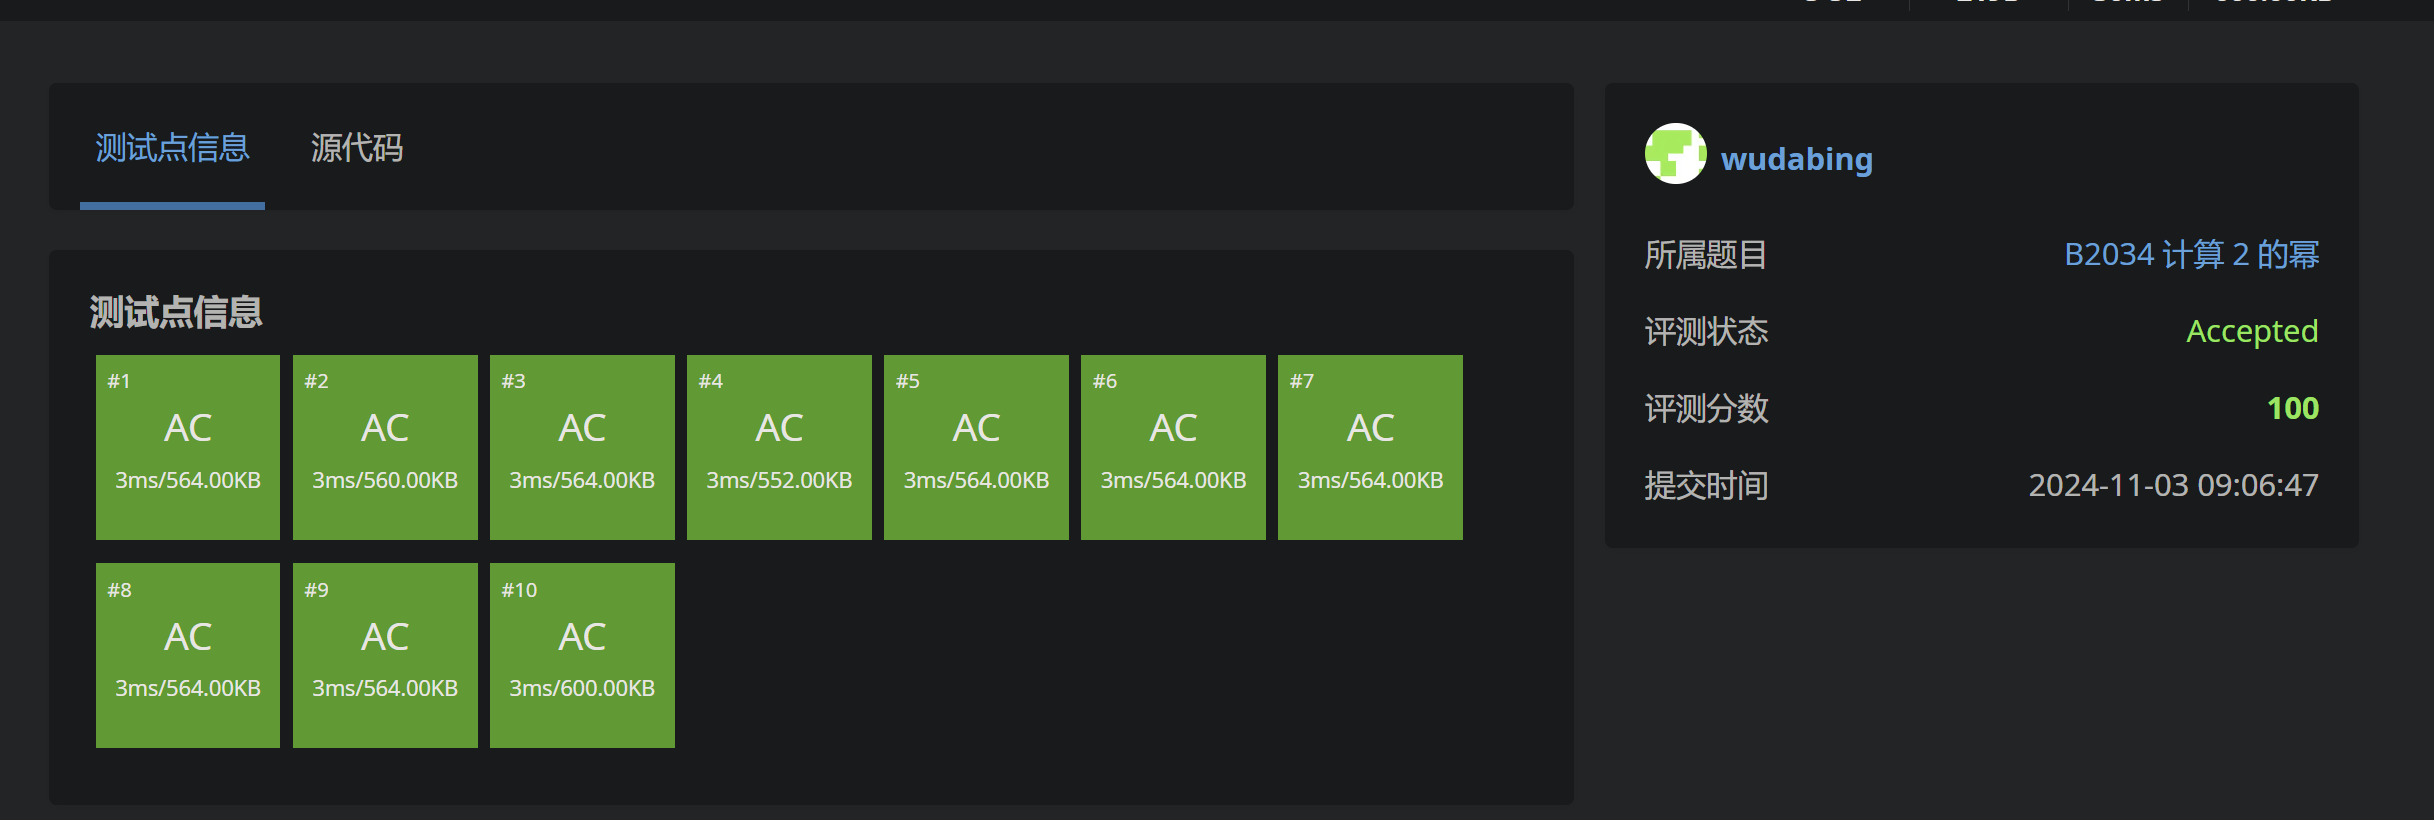 测试点信息 源代码
测试点信息
#1 #2 #3 #4 #5 #6 #7
AC AC AC AC AC AC AC
3ms/564.00KB 3ms/560.00KB 3ms/564.00KB 3ms/552.00KB 3ms/564.00KB 3ms/564.00KB 3ms/564.00KB
#8 #9 #10
AC AC AC
3ms/564.00KB 3ms/564.00KB 3ms/600.00KB
wudabing
所属题目 B2034 计算 2 的幂
评测状态 Accepted
评测分数 100
提交时间 2024-11-03 09:06:47